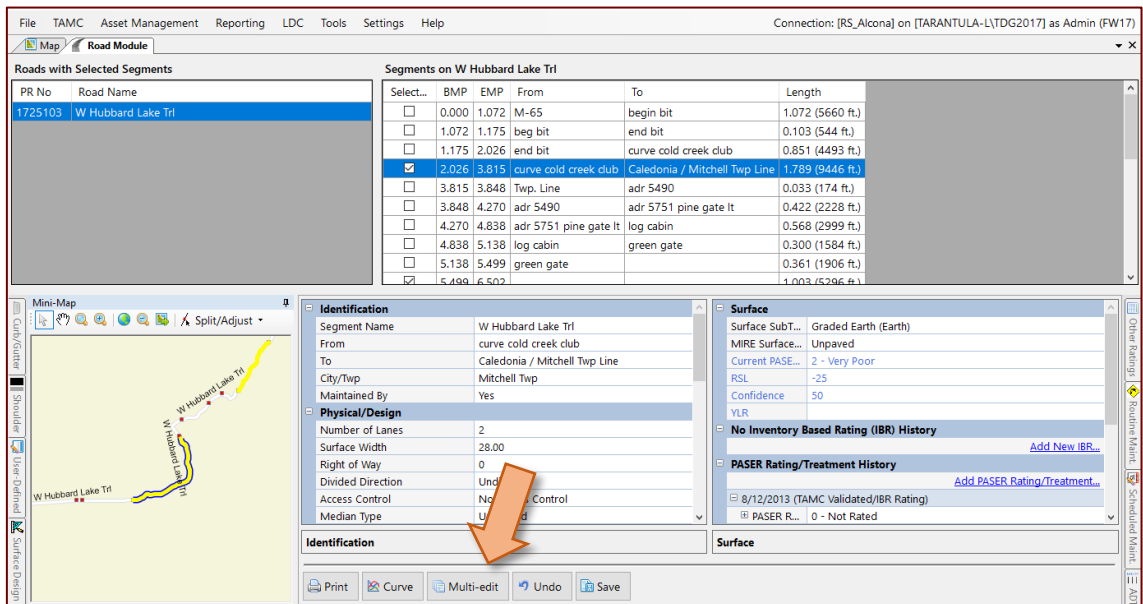 File TAMC Asset Management Reporting LDC Tools Settings Help Connection: [RS_Alcona] on [TARANTULA-L\TDG2017] as Admin (FW17)
Map Road Module
Roads with Selected Segments
PR No Road Name
1725103 W Hubbard Lake Trl
Segments on W Hubbard Lake Trl
Select... BMP EMP From To Length
0.000 1.072 M-65 begin bit 1.072 (5660 ft.)
1.072 1.175 beg bit end bit 0.103 (544 ft.)
1.175 2.026 end bit curve cold creek club 0.851 (4493 ft.)
2.026 3.815 curve cold creek club Caledonia / Mitchell Twp Line 1.789 (9446 ft.)
3.815 3.848 Twp. Line adr 5490 0.033 (174 ft.)
3.848 4.270 adr 5490 adr 5751 pine gate lt 0.422 (2228 ft.)
4.270 4.838 adr 5751 pine gate lt log cabin 0.568 (2999 ft.)
4.838 5.138 log cabin green gate 0.300 (1584 ft.)
5.138 5.499 green gate 0.361 (1906 ft.)
5.499 6.502 1.003 (5296 ft.)
Curb/Gutter
Shoulder
User-Defined
Surface Design
Mini-Map
Split/Adjust
W Hubbard Lake Trl
W Hubbard Lake Trl
W Hubbard Lake Trl
Identification
Segment Name W Hubbard Lake Trl
From curve cold creek club
To Caledonia / Mitchell Twp Line
City/Twp Mitchell Twp
Maintained By Yes
Physical/Design
Number of Lanes 2
Surface Width 28.00
Right of Way 0
Divided Direction
Access Control Control
Median Type
Identification
Surface
Surface SubT... Graded Earth (Earth)
MIRE Surface... Unpaved
Current PASE... 2 - Very Poor
RSL -25
Confidence 50
YLR
No Inventory Based Rating (IBR) History
Add New IBR...
PASER Rating/Treatment History
Add PASER Rating/Treatment...
8/12/2013 (TAMC Validated/IBR Rating)
PASER R... 0 - Not Rated
Surface
Print Curve Multi-edit Undo Save
Other Ratings
Routine Maint.
Scheduled Maint.
ADT